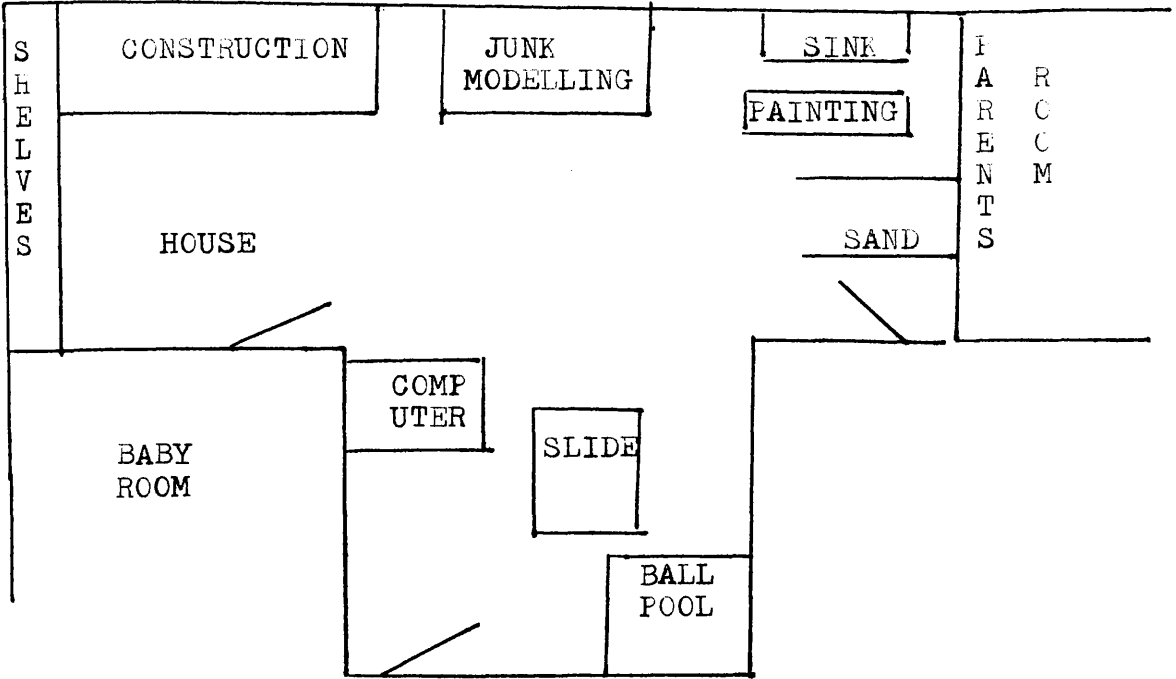 SHELVES
CONSTRUCTION
JUNK
MODELLING
SINK
PAINTING
PARENTS
ROOM
HOUSE
SAND
COMP
UTER
SLIDE
BABY
ROOM
BALL
POOL